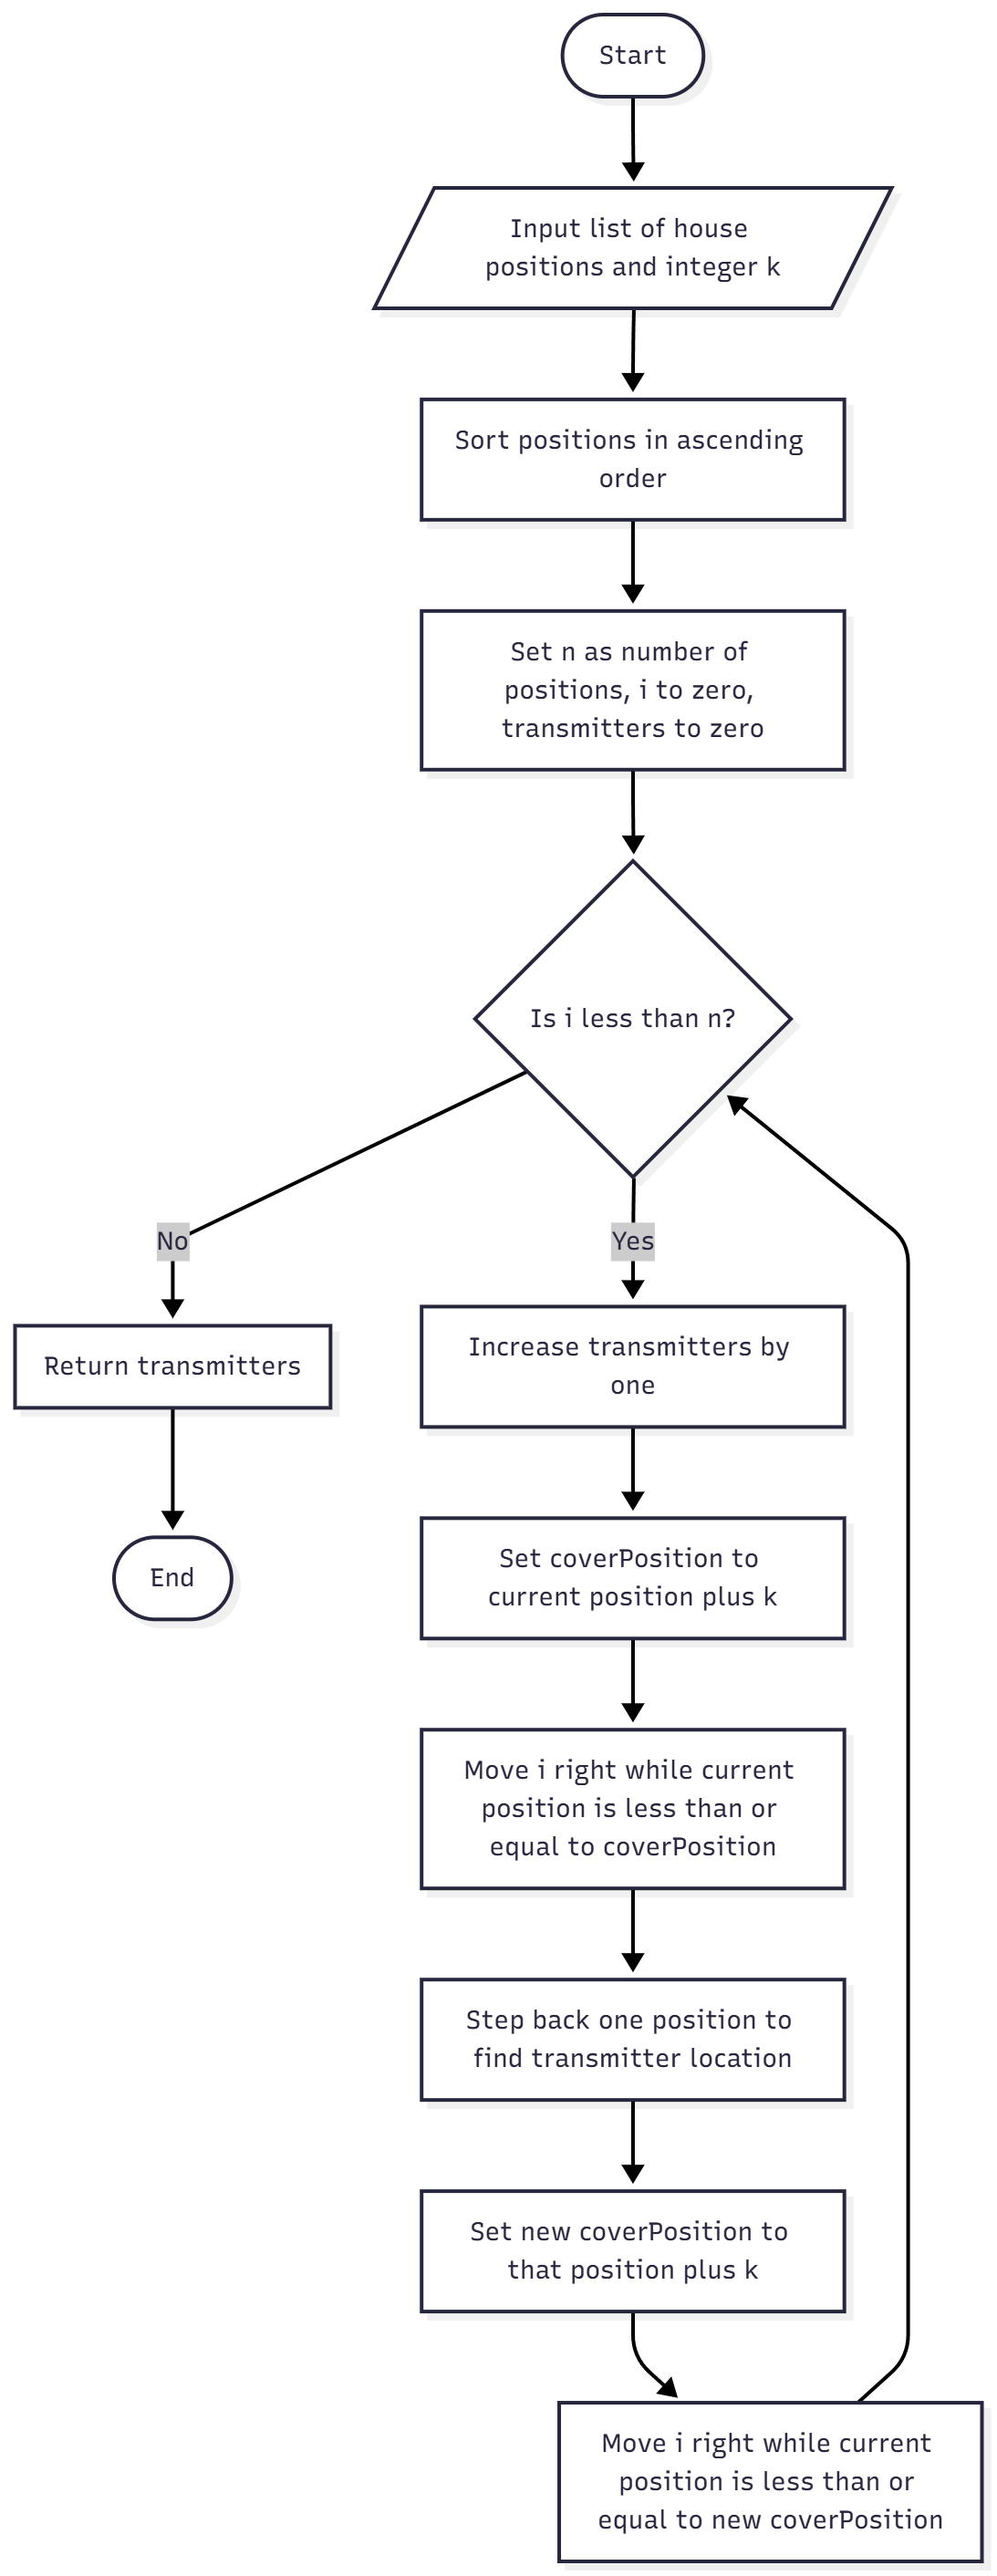 Start
Input list of house
positions and integer k
Sort positions in ascending
order
Set n as number of
positions, i to zero,
transmitters to zero
Is i less than n?
No
Yes
Return transmitters
Increase transmitters by
one
End
Set coverPosition to
current position plus k
Move i right while current
position is less than or
equal to coverPosition
Step back one position to
find transmitter location
Set new coverPosition to
that position plus k
Move i right while current
position is less than or
equal to new coverPosition